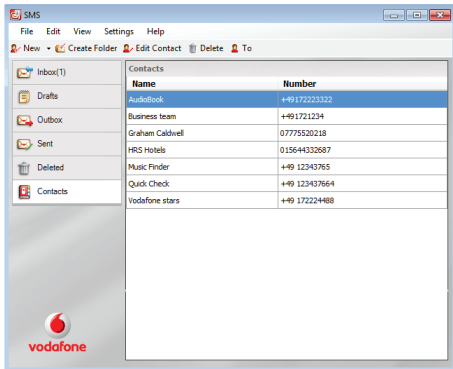 SMS
File Edit View Settings Help
New Create Folder Edit Contact Delete To
Inbox(1)
Drafts
Outbox
Sent
Deleted
Contacts
Contacts
Name Number
AudioBook +49172223322
Business team +491721234
Graham Caldwell 07775520218
HRS Hotels 015644332687
Music Finder +49 12343765
Quick Check +49 123437664
Vodafone stars +49 172224488
vodafone